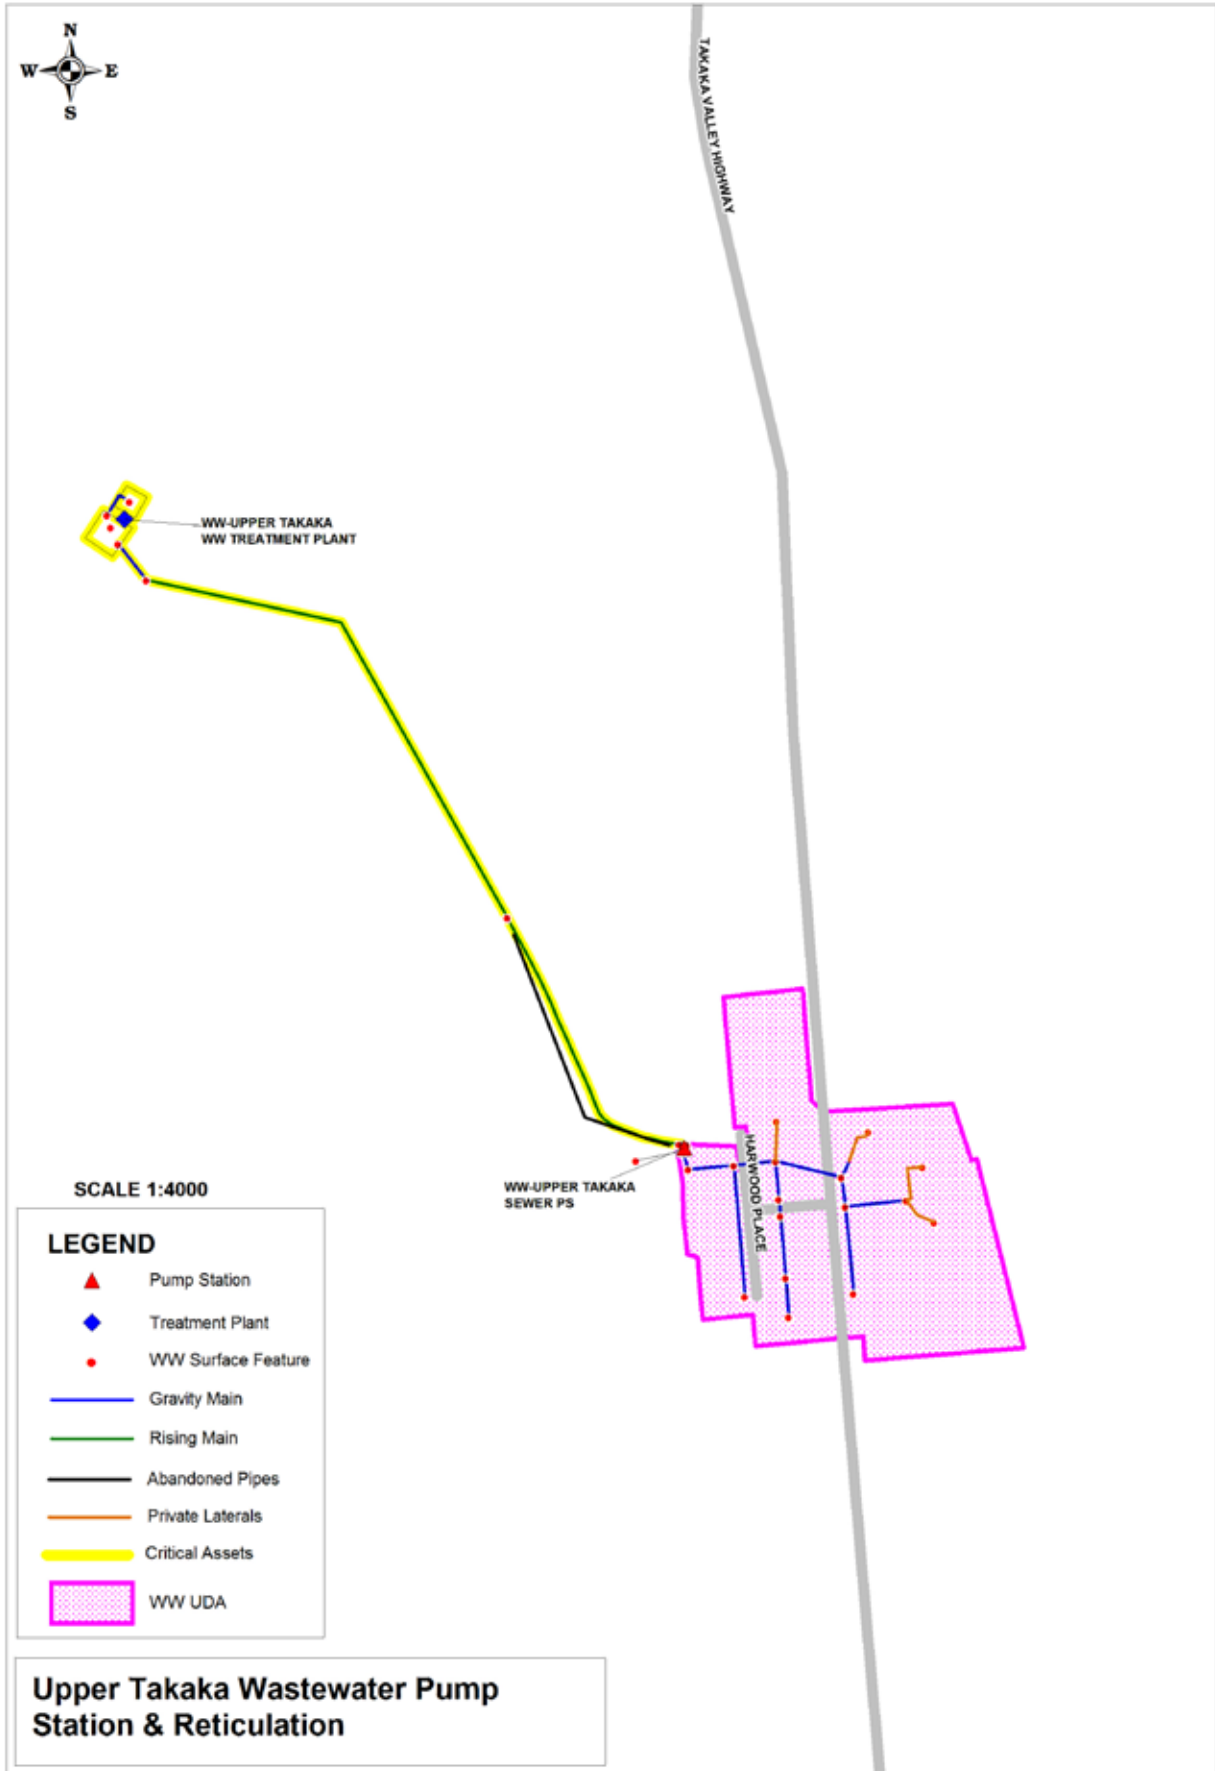 N
W E
S
TAKAKA VALLEY HIGHWAY
WW-UPPER TAKAKA
WW TREATMENT PLANT
HARWOOD PLACE
WW-UPPER TAKAKA
SEWER PS
SCALE 1:4000
LEGEND
Pump Station
Treatment Plant
WW Surface Feature
Gravity Main
Rising Main
Abandoned Pipes
Private Laterals
Critical Assets
WW UDA
Upper Takaka Wastewater Pump
Station & Reticulation